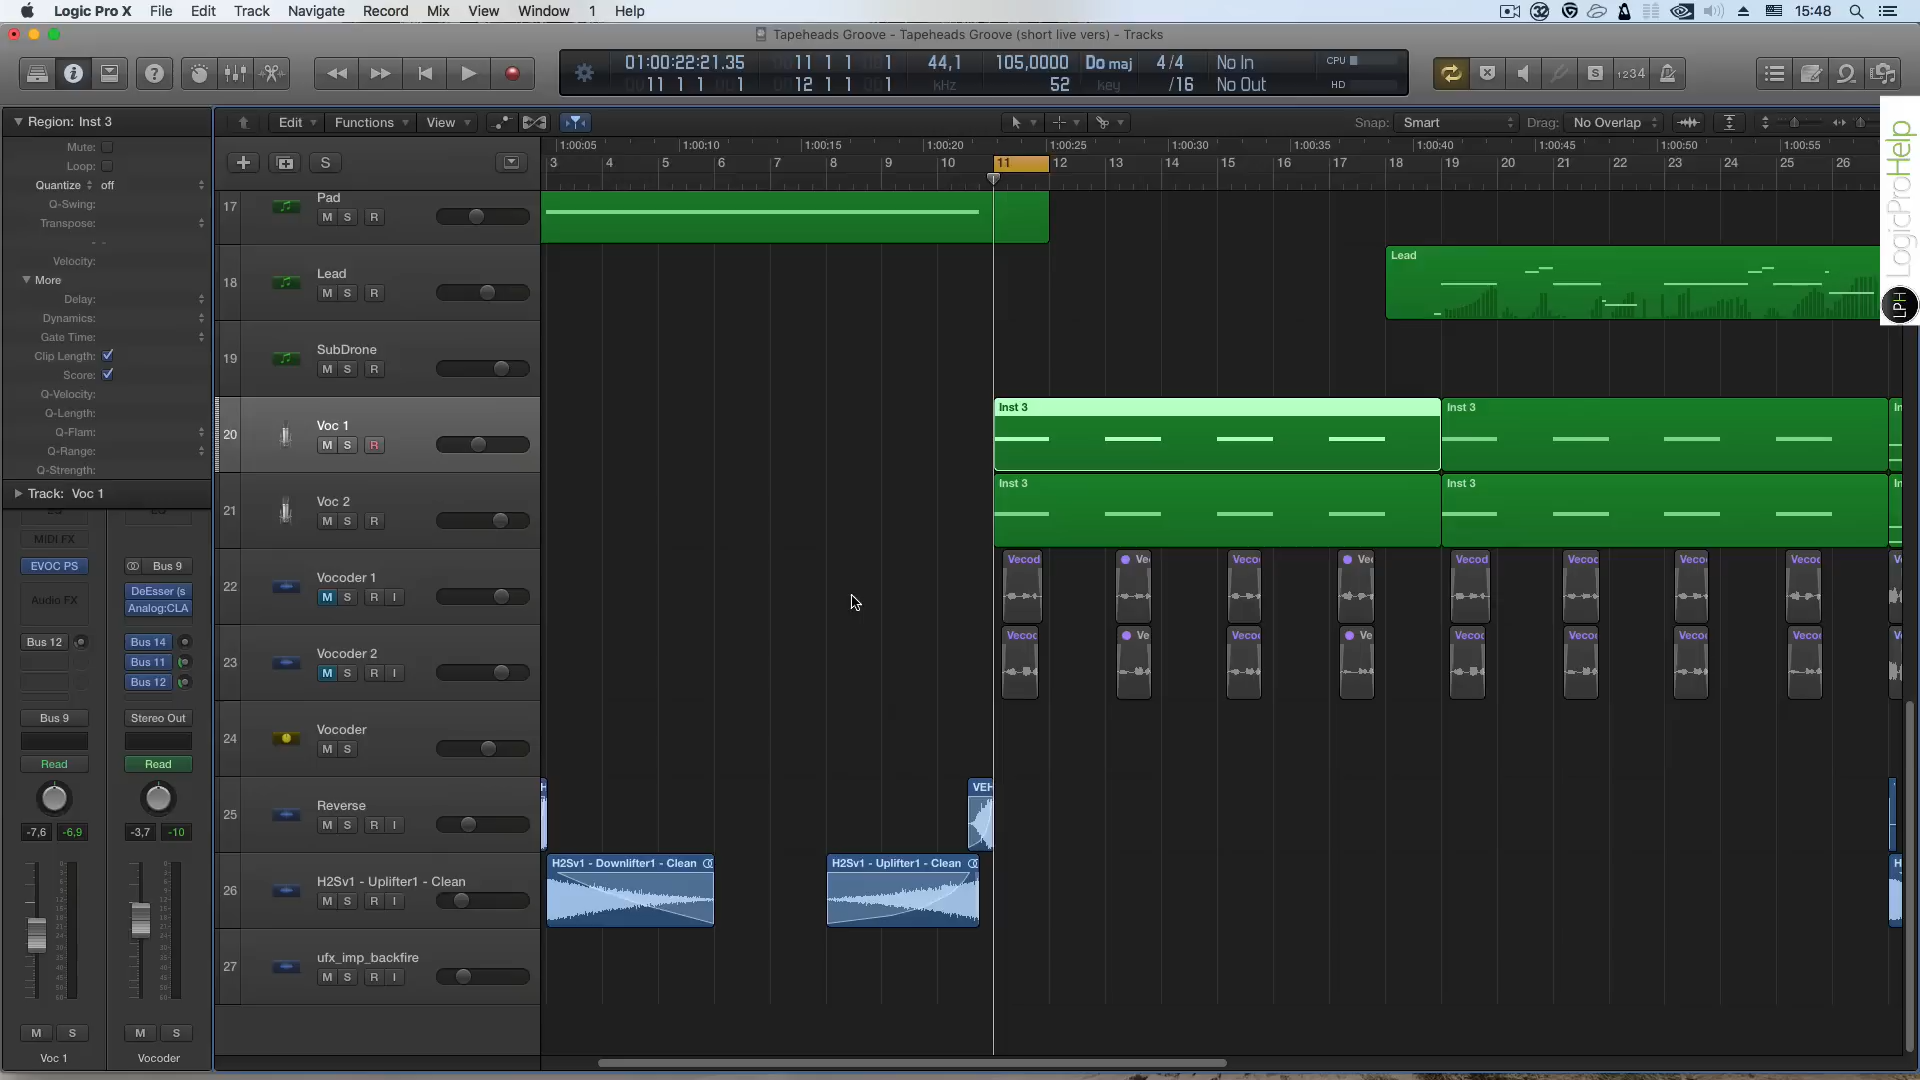 Logic Pro X File Edit Track Navigate Record Mix View Window 1 Help 15:48
Tapeheads Groove - Tapeheads Groove (short live vers) - Tracks
01:00:22:21.35 11 1 1 1 44,1 105,0000 Do maj 4/4 No In CPU
11 1 1 1 12 1 1 1 kHz 52 key /16 No Out HD
1234
Region: Inst 3
Edit Functions View Snap: Smart Drag: No Overlap
Mute:
Loop:
Quantize off
Q-Swing:
Transpose:
Velocity:
More
Delay:
Dynamics:
Gate Time:
Clip Length:
Score:
Q-Velocity:
Q-Length:
Q-Flam:
Q-Range:
Q-Strength:
Track: Voc 1
EQ EQ
MIDI FX
EVOC PS Bus 9
Audio FX DeEsser (s
Analog:CLA
Bus 12 Bus 14
Bus 11
Bus 12
Bus 9 Stereo Out
Read Read
-7,6 -6,9 -3,7 -10
M S M S
Voc 1 Vocoder
S
1:00:05 1:00:10 1:00:15 1:00:20 1:00:25 1:00:30 1:00:35 1:00:40 1:00:45 1:00:50 1:00:55
3 4 5 6 7 8 9 10 11 12 13 14 15 16 17 18 19 20 21 22 23 24 25 26
17 Pad
M S R
18 Lead
M S R
Lead
19 SubDrone
M S R
20 Voc 1
M S R
Inst 3 Inst 3 In
21 Voc 2
M S R
Inst 3 Inst 3 In
22 Vocoder 1
M S R I
Vecod Ve Vecod Vec Vecod Vecod Vecod Vecod V
23 Vocoder 2
M S R I
Vecod Ve Vecod Ve Vecod Vecod Vecod Vecod V
24 Vocoder
M S
25 Reverse
M S R I
VEH
26 H2Sv1 - Uplifter1 - Clean
M S R I
H2Sv1 - Downlifter1 - Clean H2Sv1 - Uplifter1 - Clean H
27 ufx_imp_backfire
M S R I
LogicProHelp
LPH